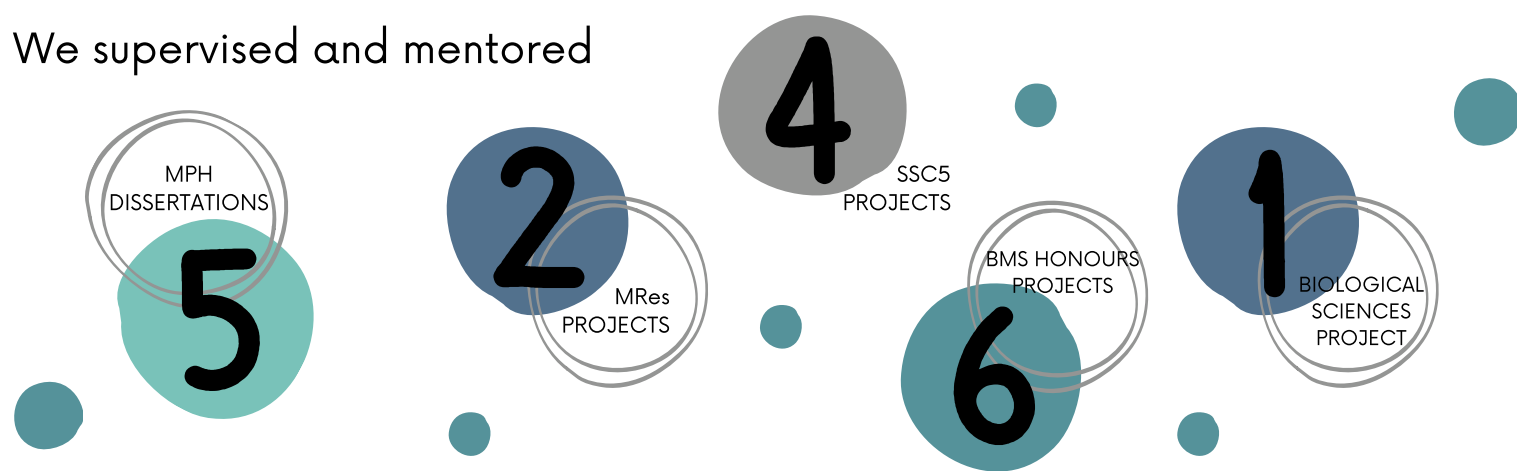 We supervised and mentored
MPH
DISSERTATIONS
5
2
MRes
PROJECTS
4
SSC5
PROJECTS
BMS HONOURS
PROJECTS
6
1
BIOLOGICAL
SCIENCES
PROJECT